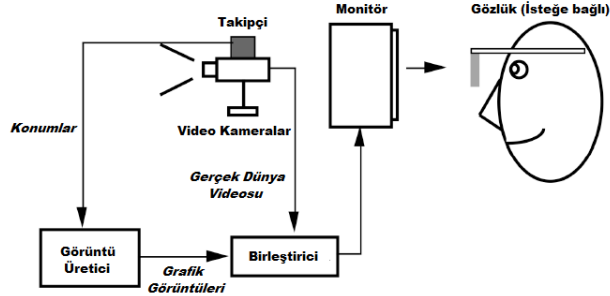 Takipçi
Monitör
Gözlük (İsteğe bağlı)
Konumlar
Video Kameralar
Gerçek Dünya
Videosu
Görüntü
Üretici
Grafik
Görüntüleri
Birleştirici